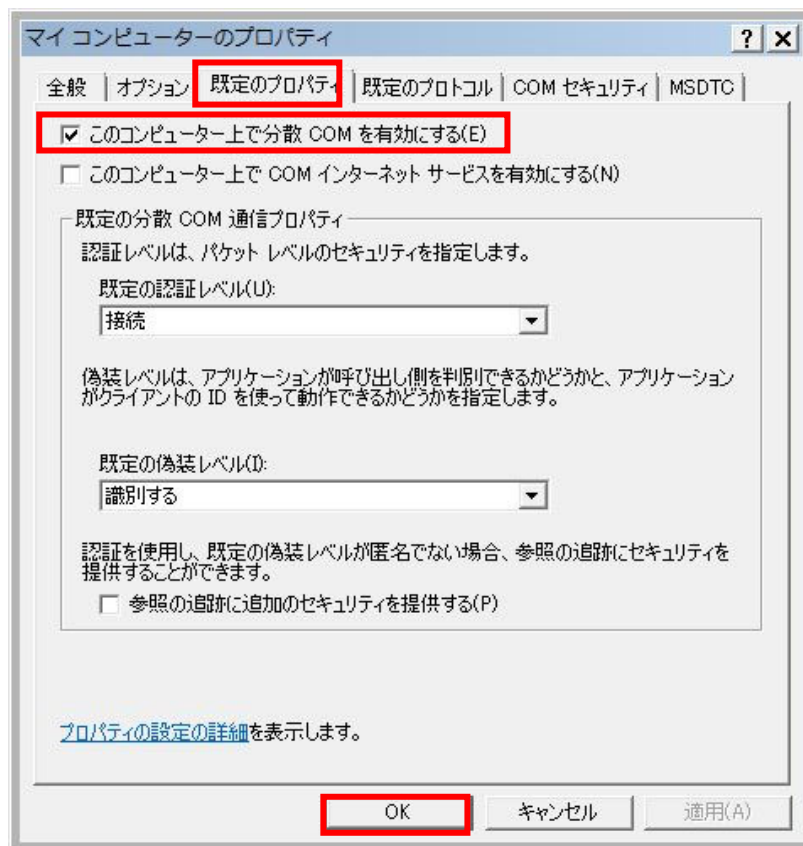 マイ コンピューターのプロパティ
全般 オプション 既定のプロパティ 既定のプロトコル COM セキュリティ MSDTC
このコンピューター上で分散 COM を有効にする(E)
このコンピューター上で COM インターネット サービスを有効にする(N)
既定の分散 COM 通信プロパティ
認証レベルは、パケット レベルのセキュリティを指定します。
既定の認証レベル(U):
接続
偽装レベルは、アプリケーションが呼び出し側を判別できるかどうかと、アプリケーション
がクライアントの ID を使って動作できるかどうかを指定します。
既定の偽装レベル(I):
識別する
認証を使用し、既定の偽装レベルが匿名でない場合、参照の追跡にセキュリティを
提供することができます。
参照の追跡に追加のセキュリティを提供する(P)
プロパティの設定の詳細を表示します。
OK キャンセル 適用(A)